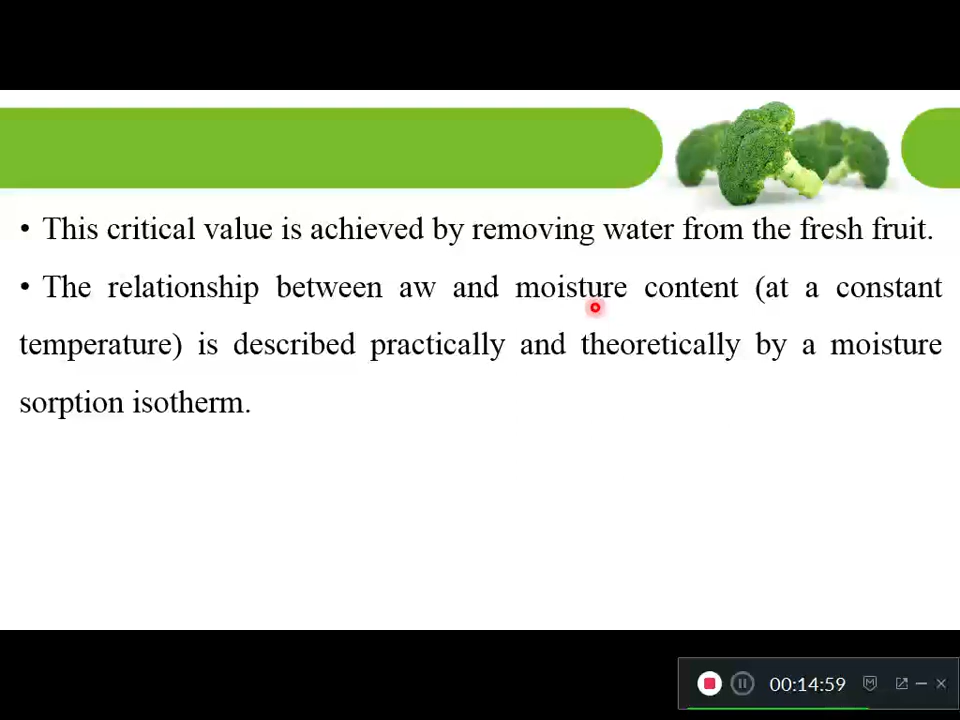 • This critical value is achieved by removing water from the fresh fruit.
• The relationship between aw and moisture content (at a constant
temperature) is described practically and theoretically by a moisture
sorption isotherm.
00:14:59